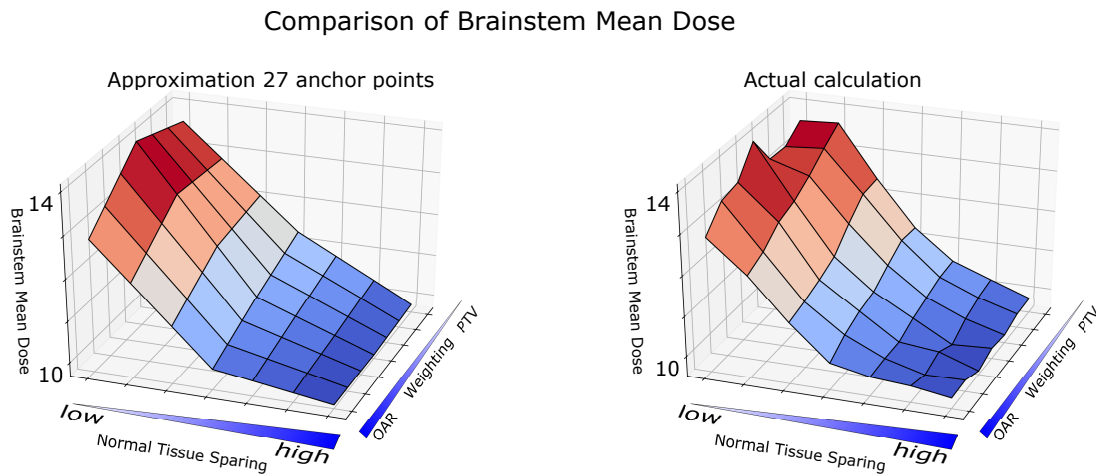 Comparison of Brainstem Mean Dose
Approximation 27 anchor points
14
10
Brainstem Mean Dose
low
high
Normal Tissue Sparing
OAR
Weighting
PTV
Actual calculation
14
10
Brainstem Mean Dose
low
high
Normal Tissue Sparing
OAR
Weighting
PTV